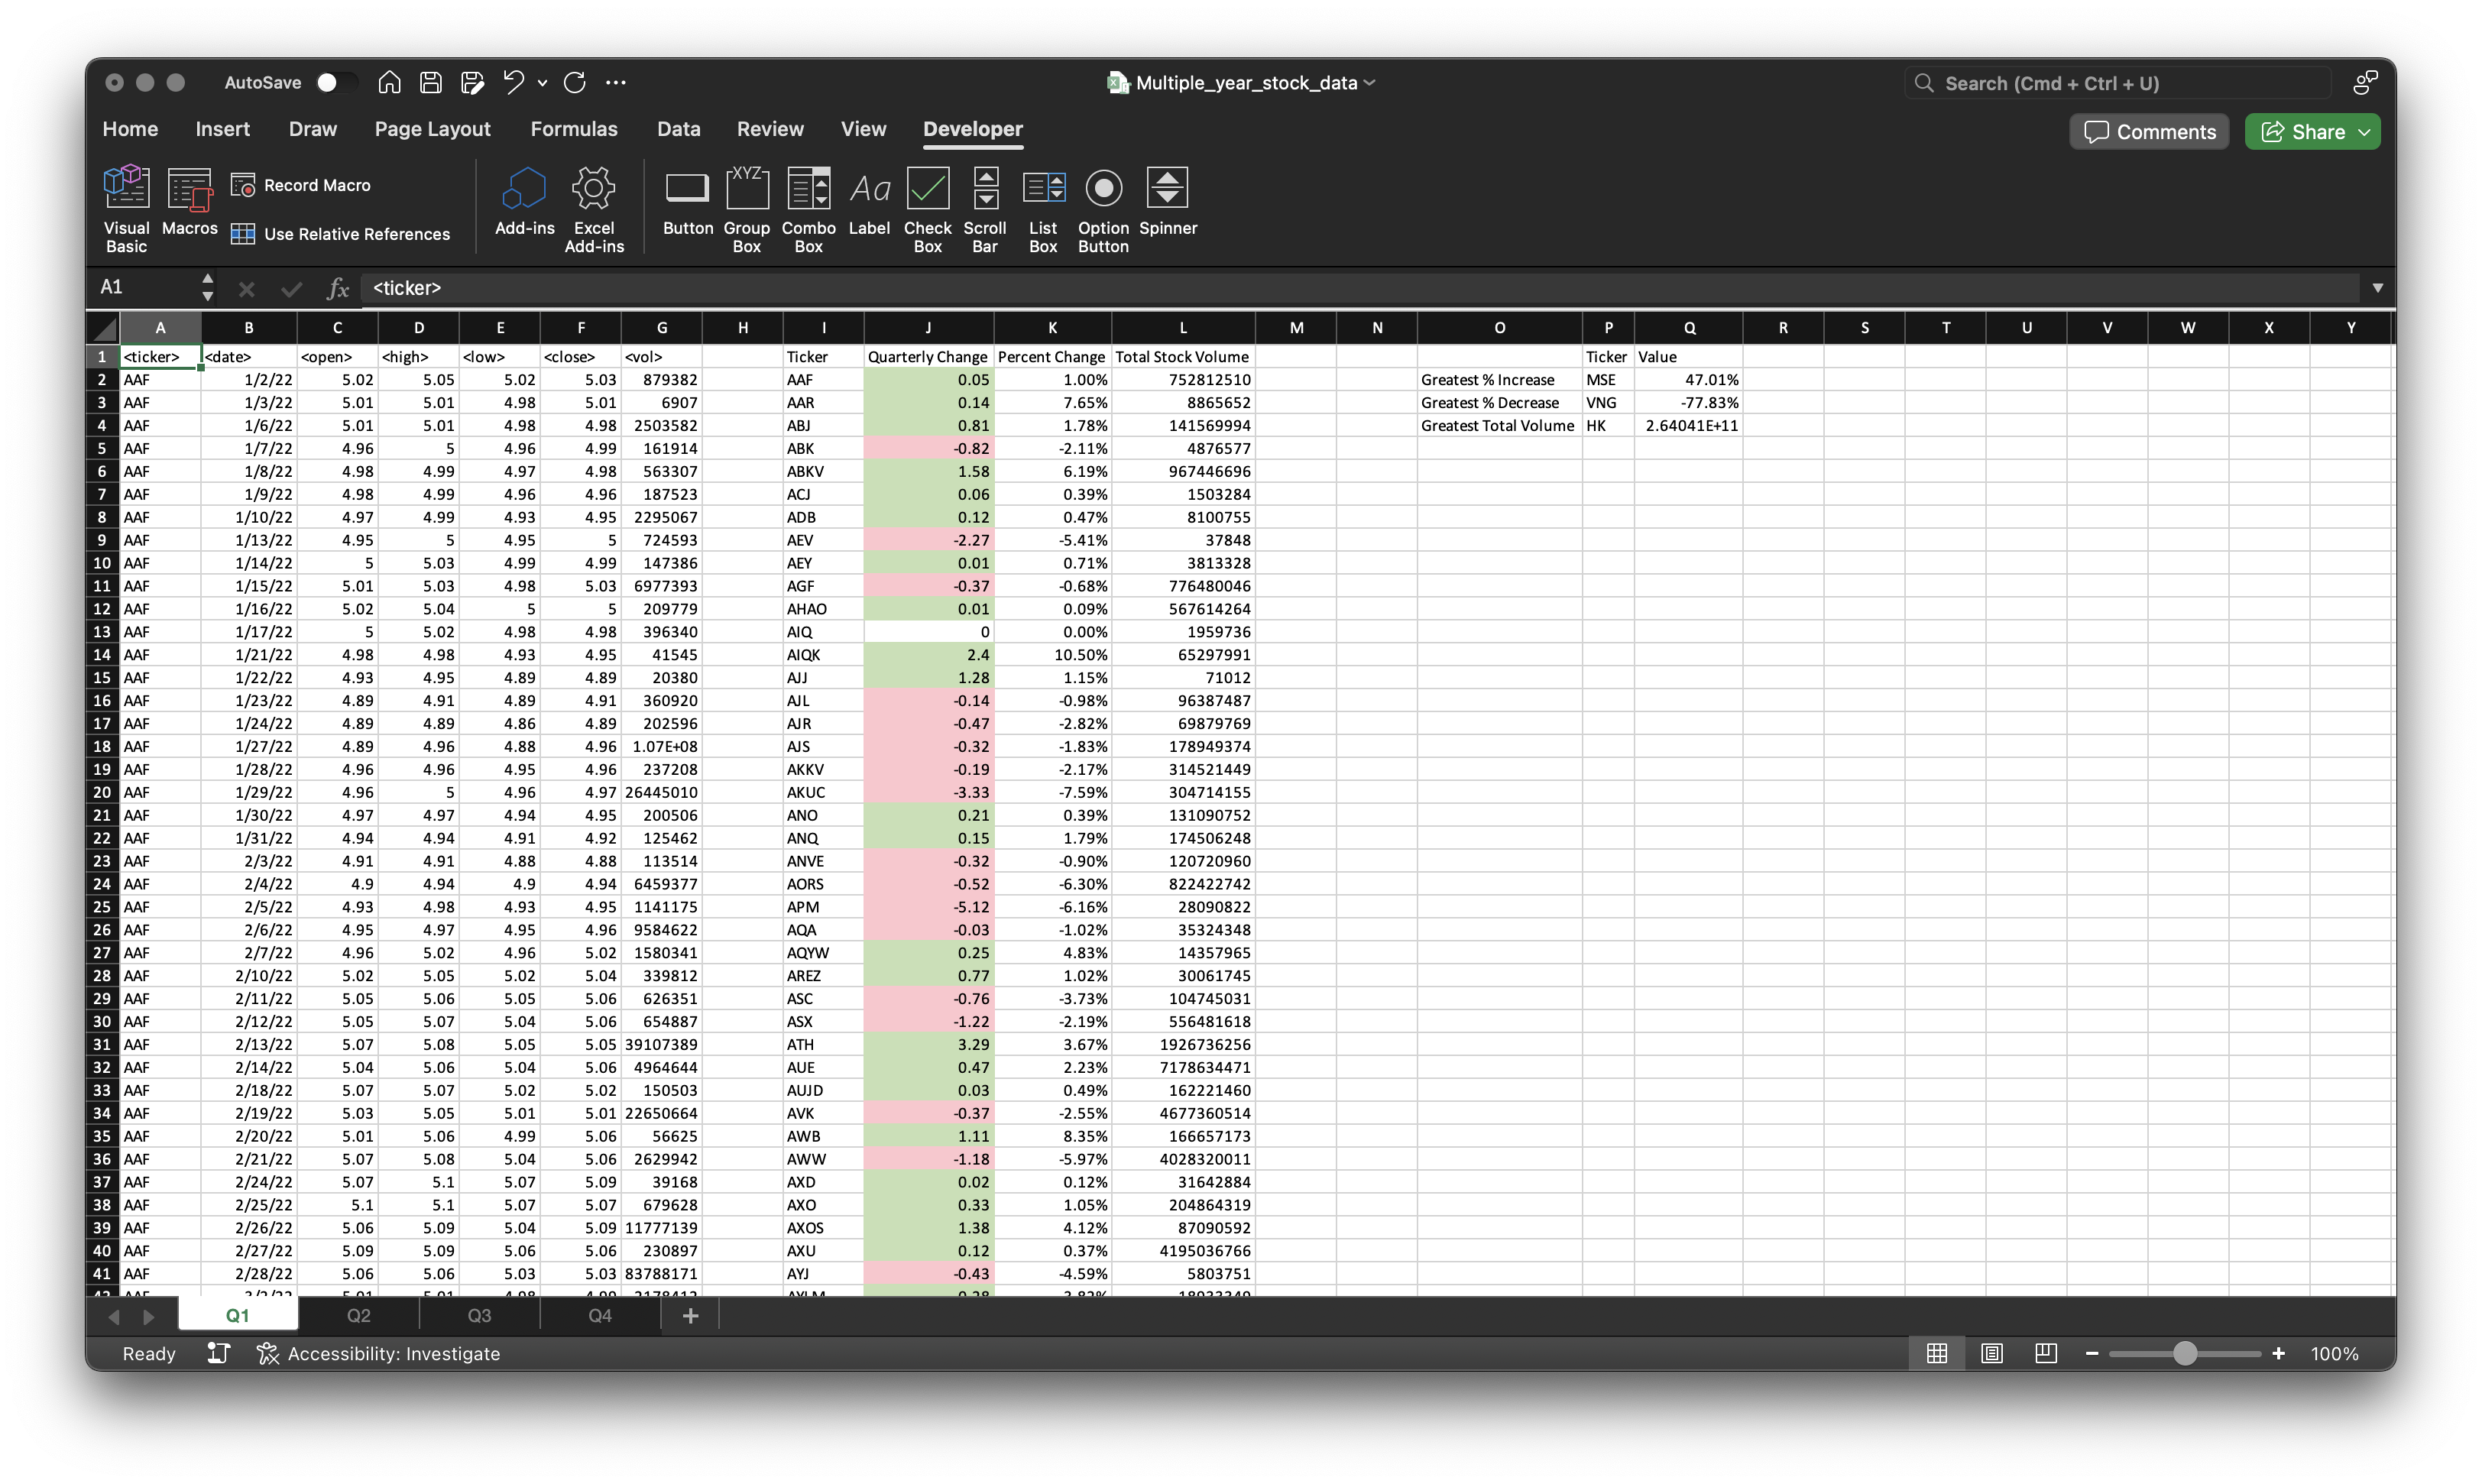 AutoSave Multiple_year_stock_data Search (Cmd + Ctrl + U)
Home Insert Draw Page Layout Formulas Data Review View Developer Comments Share
Visual Basic Macros Record Macro Use Relative References Add-ins Excel Add-ins Button Group Box Combo Box Label Check Box Scroll Bar List Box Option Button Spinner
XYZ Aa
A1 fx <ticker>
A B C D E F G H I J K L M N O P Q R S T U V W X Y
1 <ticker> <date> <open> <high> <low> <close> <vol> Ticker Quarterly Change Percent Change Total Stock Volume Ticker Value
2 AAF 1/2/22 5.02 5.05 5.02 5.03 879382 AAF 0.05 1.00% 752812510 Greatest % Increase MSE 47.01%
3 AAF 1/3/22 5.01 5.01 4.98 5.01 6907 AAR 0.14 7.65% 8865652 Greatest % Decrease VNG -77.83%
4 AAF 1/6/22 5.01 5.01 4.98 4.98 2503582 ABJ 0.81 1.78% 141569994 Greatest Total Volume HK 2.64041E+11
5 AAF 1/7/22 4.96 5 4.96 4.99 161914 ABK -0.82 -2.11% 4876577
6 AAF 1/8/22 4.98 4.99 4.97 4.98 563307 ABKV 1.58 6.19% 967446696
7 AAF 1/9/22 4.98 4.99 4.96 4.96 187523 ACJ 0.06 0.39% 1503284
8 AAF 1/10/22 4.97 4.99 4.93 4.95 2295067 ADB 0.12 0.47% 8100755
9 AAF 1/13/22 4.95 5 4.95 5 724593 AEV -2.27 -5.41% 37848
10 AAF 1/14/22 5 5.03 4.99 4.99 147386 AEY 0.01 0.71% 3813328
11 AAF 1/15/22 5.01 5.03 4.98 5.03 6977393 AGF -0.37 -0.68% 776480046
12 AAF 1/16/22 5.02 5.04 5 5 209779 AHAO 0.01 0.09% 567614264
13 AAF 1/17/22 5 5.02 4.98 4.98 396340 AIQ 0 0.00% 1959736
14 AAF 1/21/22 4.98 4.98 4.93 4.95 41545 AIQK 2.4 10.50% 65297991
15 AAF 1/22/22 4.93 4.95 4.89 4.89 20380 AJJ 1.28 1.15% 71012
16 AAF 1/23/22 4.89 4.91 4.89 4.91 360920 AJL -0.14 -0.98% 96387487
17 AAF 1/24/22 4.89 4.89 4.86 4.89 202596 AJR -0.47 -2.82% 69879769
18 AAF 1/27/22 4.89 4.96 4.88 4.96 1.07E+08 AJS -0.32 -1.83% 178949374
19 AAF 1/28/22 4.96 4.96 4.95 4.96 237208 AKKV -0.19 -2.17% 314521449
20 AAF 1/29/22 4.96 5 4.96 4.97 26445010 AKUC -3.33 -7.59% 304714155
21 AAF 1/30/22 4.97 4.97 4.94 4.95 200506 ANO 0.21 0.39% 131090752
22 AAF 1/31/22 4.94 4.94 4.91 4.92 125462 ANQ 0.15 1.79% 174506248
23 AAF 2/3/22 4.91 4.91 4.88 4.88 113514 ANVE -0.32 -0.90% 120720960
24 AAF 2/4/22 4.9 4.94 4.9 4.94 6459377 AORS -0.52 -6.30% 822422742
25 AAF 2/5/22 4.93 4.98 4.93 4.95 1141175 APM -5.12 -6.16% 28090822
26 AAF 2/6/22 4.95 4.97 4.95 4.96 9584622 AQA -0.03 -1.02% 35324348
27 AAF 2/7/22 4.96 5.02 4.96 5.02 1580341 AQYW 0.25 4.83% 14357965
28 AAF 2/10/22 5.02 5.05 5.02 5.04 339812 AREZ 0.77 1.02% 30061745
29 AAF 2/11/22 5.05 5.06 5.05 5.06 626351 ASC -0.76 -3.73% 104745031
30 AAF 2/12/22 5.05 5.07 5.04 5.06 654887 ASX -1.22 -2.19% 556481618
31 AAF 2/13/22 5.07 5.08 5.05 5.05 39107389 ATH 3.29 3.67% 1926736256
32 AAF 2/14/22 5.04 5.06 5.04 5.06 4964644 AUE 0.47 2.23% 7178634471
33 AAF 2/18/22 5.07 5.07 5.02 5.02 150503 AUJD 0.03 0.49% 162221460
34 AAF 2/19/22 5.03 5.05 5.01 5.01 22650664 AVK -0.37 -2.55% 4677360514
35 AAF 2/20/22 5.01 5.06 4.99 5.06 56625 AWB 1.11 8.35% 166657173
36 AAF 2/21/22 5.07 5.08 5.04 5.06 2629942 AWW -1.18 -5.97% 4028320011
37 AAF 2/24/22 5.07 5.1 5.07 5.09 39168 AXD 0.02 0.12% 31642884
38 AAF 2/25/22 5.1 5.1 5.07 5.07 679628 AXO 0.33 1.05% 204864319
39 AAF 2/26/22 5.06 5.09 5.04 5.09 11777139 AXOS 1.38 4.12% 87090592
40 AAF 2/27/22 5.09 5.09 5.06 5.06 230897 AXU 0.12 0.37% 4195036766
41 AAF 2/28/22 5.06 5.06 5.03 5.03 83788171 AYJ -0.43 -4.59% 5803751
Q1 Q2 Q3 Q4 +
Ready Accessibility: Investigate 100%